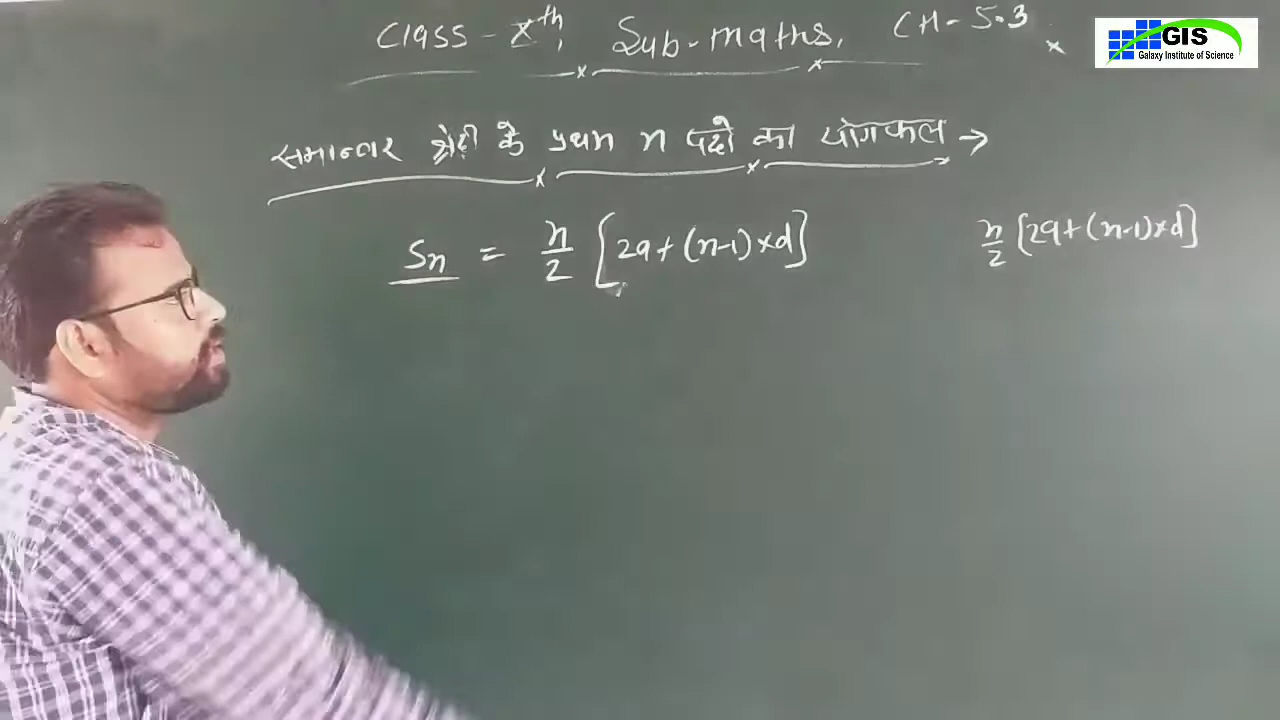 Class - Xth, Sub - maths, CH - 5.3
GIS
Galaxy Institute of Science
समान्तर श्रेढ़ी के प्रथम n पदों का योगफल →
Sn = n/2 [2a + (n-1) × d]
n/2 [2a + (n-1) × d]